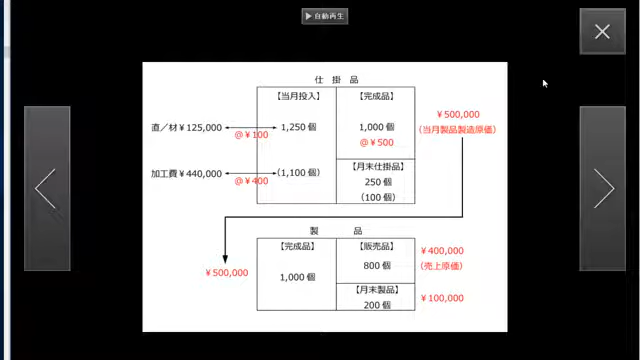 ▶自動再生
仕 掛 品
【当月投入】
【完成品】
直／材￥125,000
@￥100
1,250 個
1,000 個
@￥500
￥500,000
(当月製品製造原価)
加工費￥440,000
@￥400
(1,100 個)
【月末仕掛品】
250 個
(100 個)
製 品
【完成品】
【販売品】
￥500,000
1,000 個
800 個
￥400,000
(売上原価)
【月末製品】
200 個
￥100,000